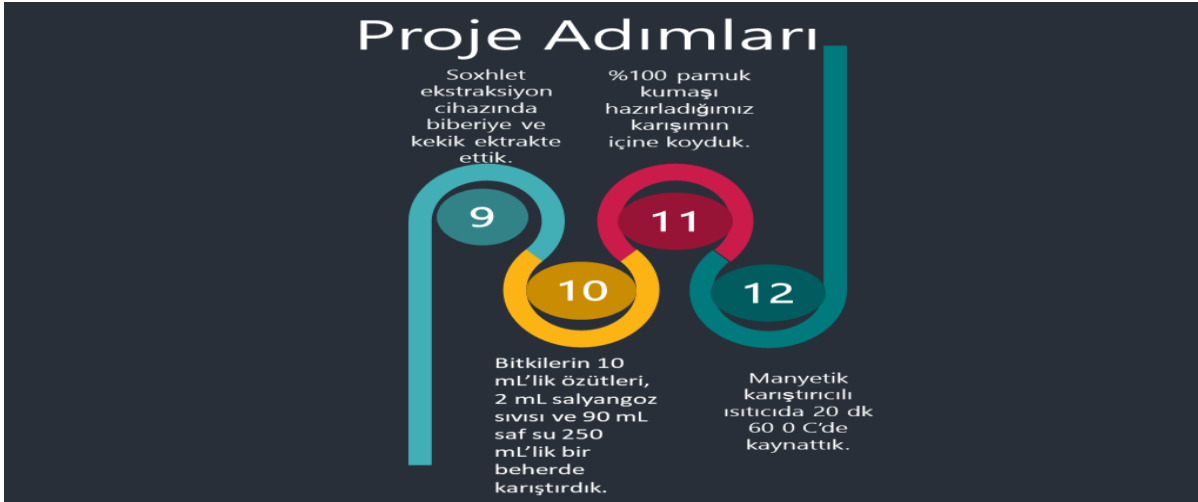 Proje Adımları
Soxhlet
ekstraksiyon
cihazında
biberiye ve
kekik ektrakte
ettik.
9
10
Bitkilerin 10
mL’lik özütleri,
2 mL salyangoz
sıvısı ve 90 mL
saf su 250
mL’lik bir
beherde
karıştırdık.
%100 pamuk
kumaşı
hazırladığımız
karışımin
içine koyduk.
11
12
Manyetik
karıştırıcılı
ısıtıcıda 20 dk
60 0 C’de
kaynattık.